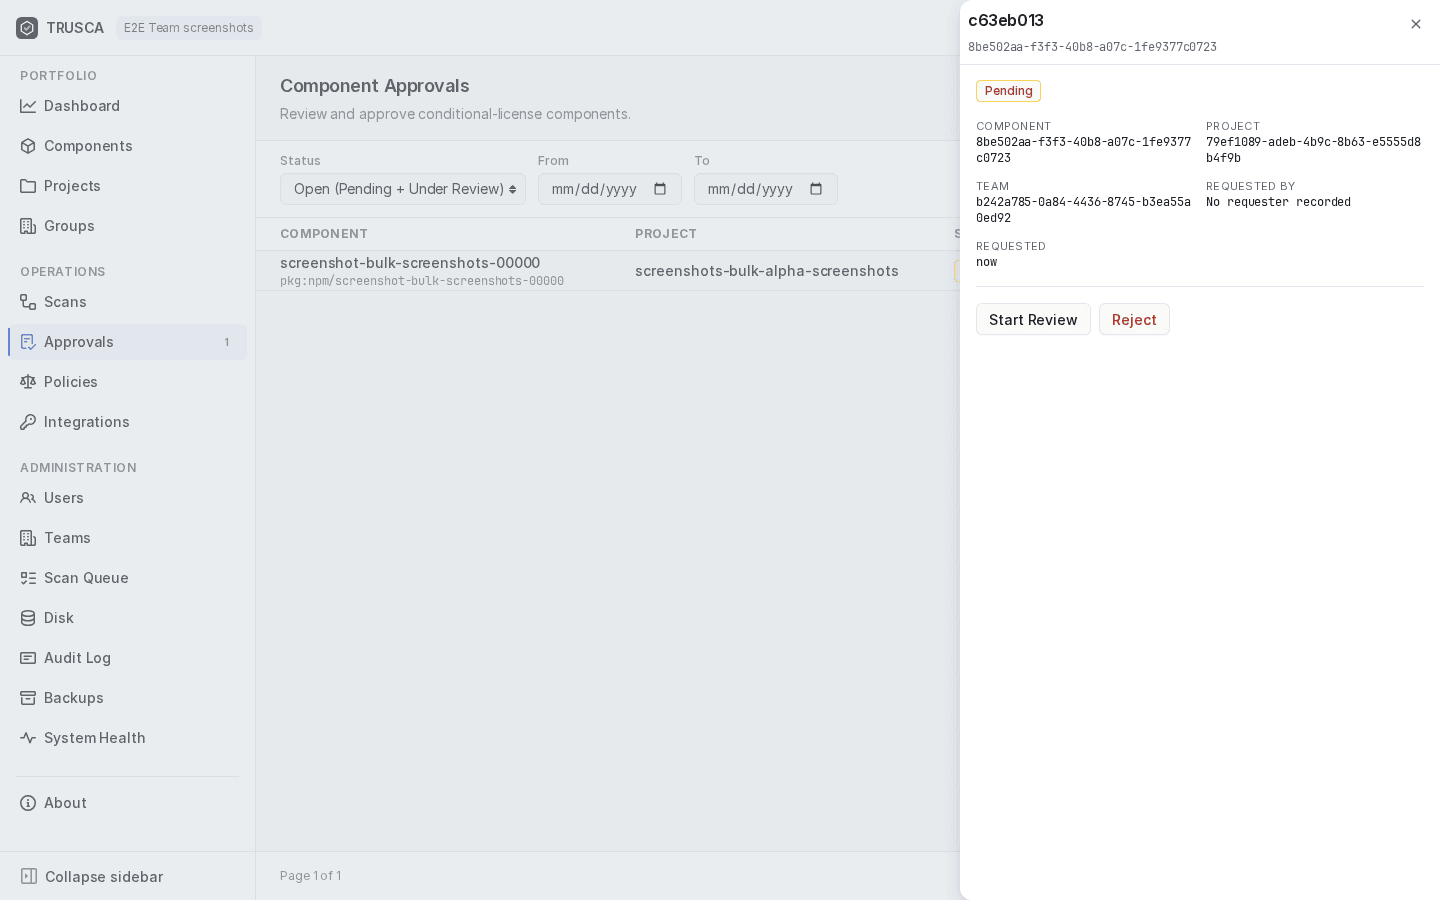 TRUSCA
E2E Team screenshots
PORTFOLIO
Dashboard
Components
Projects
Groups
OPERATIONS
Scans
Approvals 1
Policies
Integrations
ADMINISTRATION
Users
Teams
Scan Queue
Disk
Audit Log
Backups
System Health
About
Collapse sidebar
Component Approvals
Review and approve conditional-license components.
Status From To
Open (Pending + Under Review) mm/dd/yyyy mm/dd/yyyy
COMPONENT PROJECT
screenshot-bulk-screenshots-00000
pkg:npm/screenshot-bulk-screenshots-00000
screenshots-bulk-alpha-screenshots
Page 1 of 1
c63eb013
8be502aa-f3f3-40b8-a07c-1fe9377c0723
Pending
COMPONENT
8be502aa-f3f3-40b8-a07c-1fe9377
c0723
PROJECT
79ef1089-adeb-4b9c-8b63-e5555d8
b4f9b
TEAM
b242a785-0a84-4436-8745-b3ea55a
0ed92
REQUESTED BY
No requester recorded
REQUESTED
now
Start Review Reject